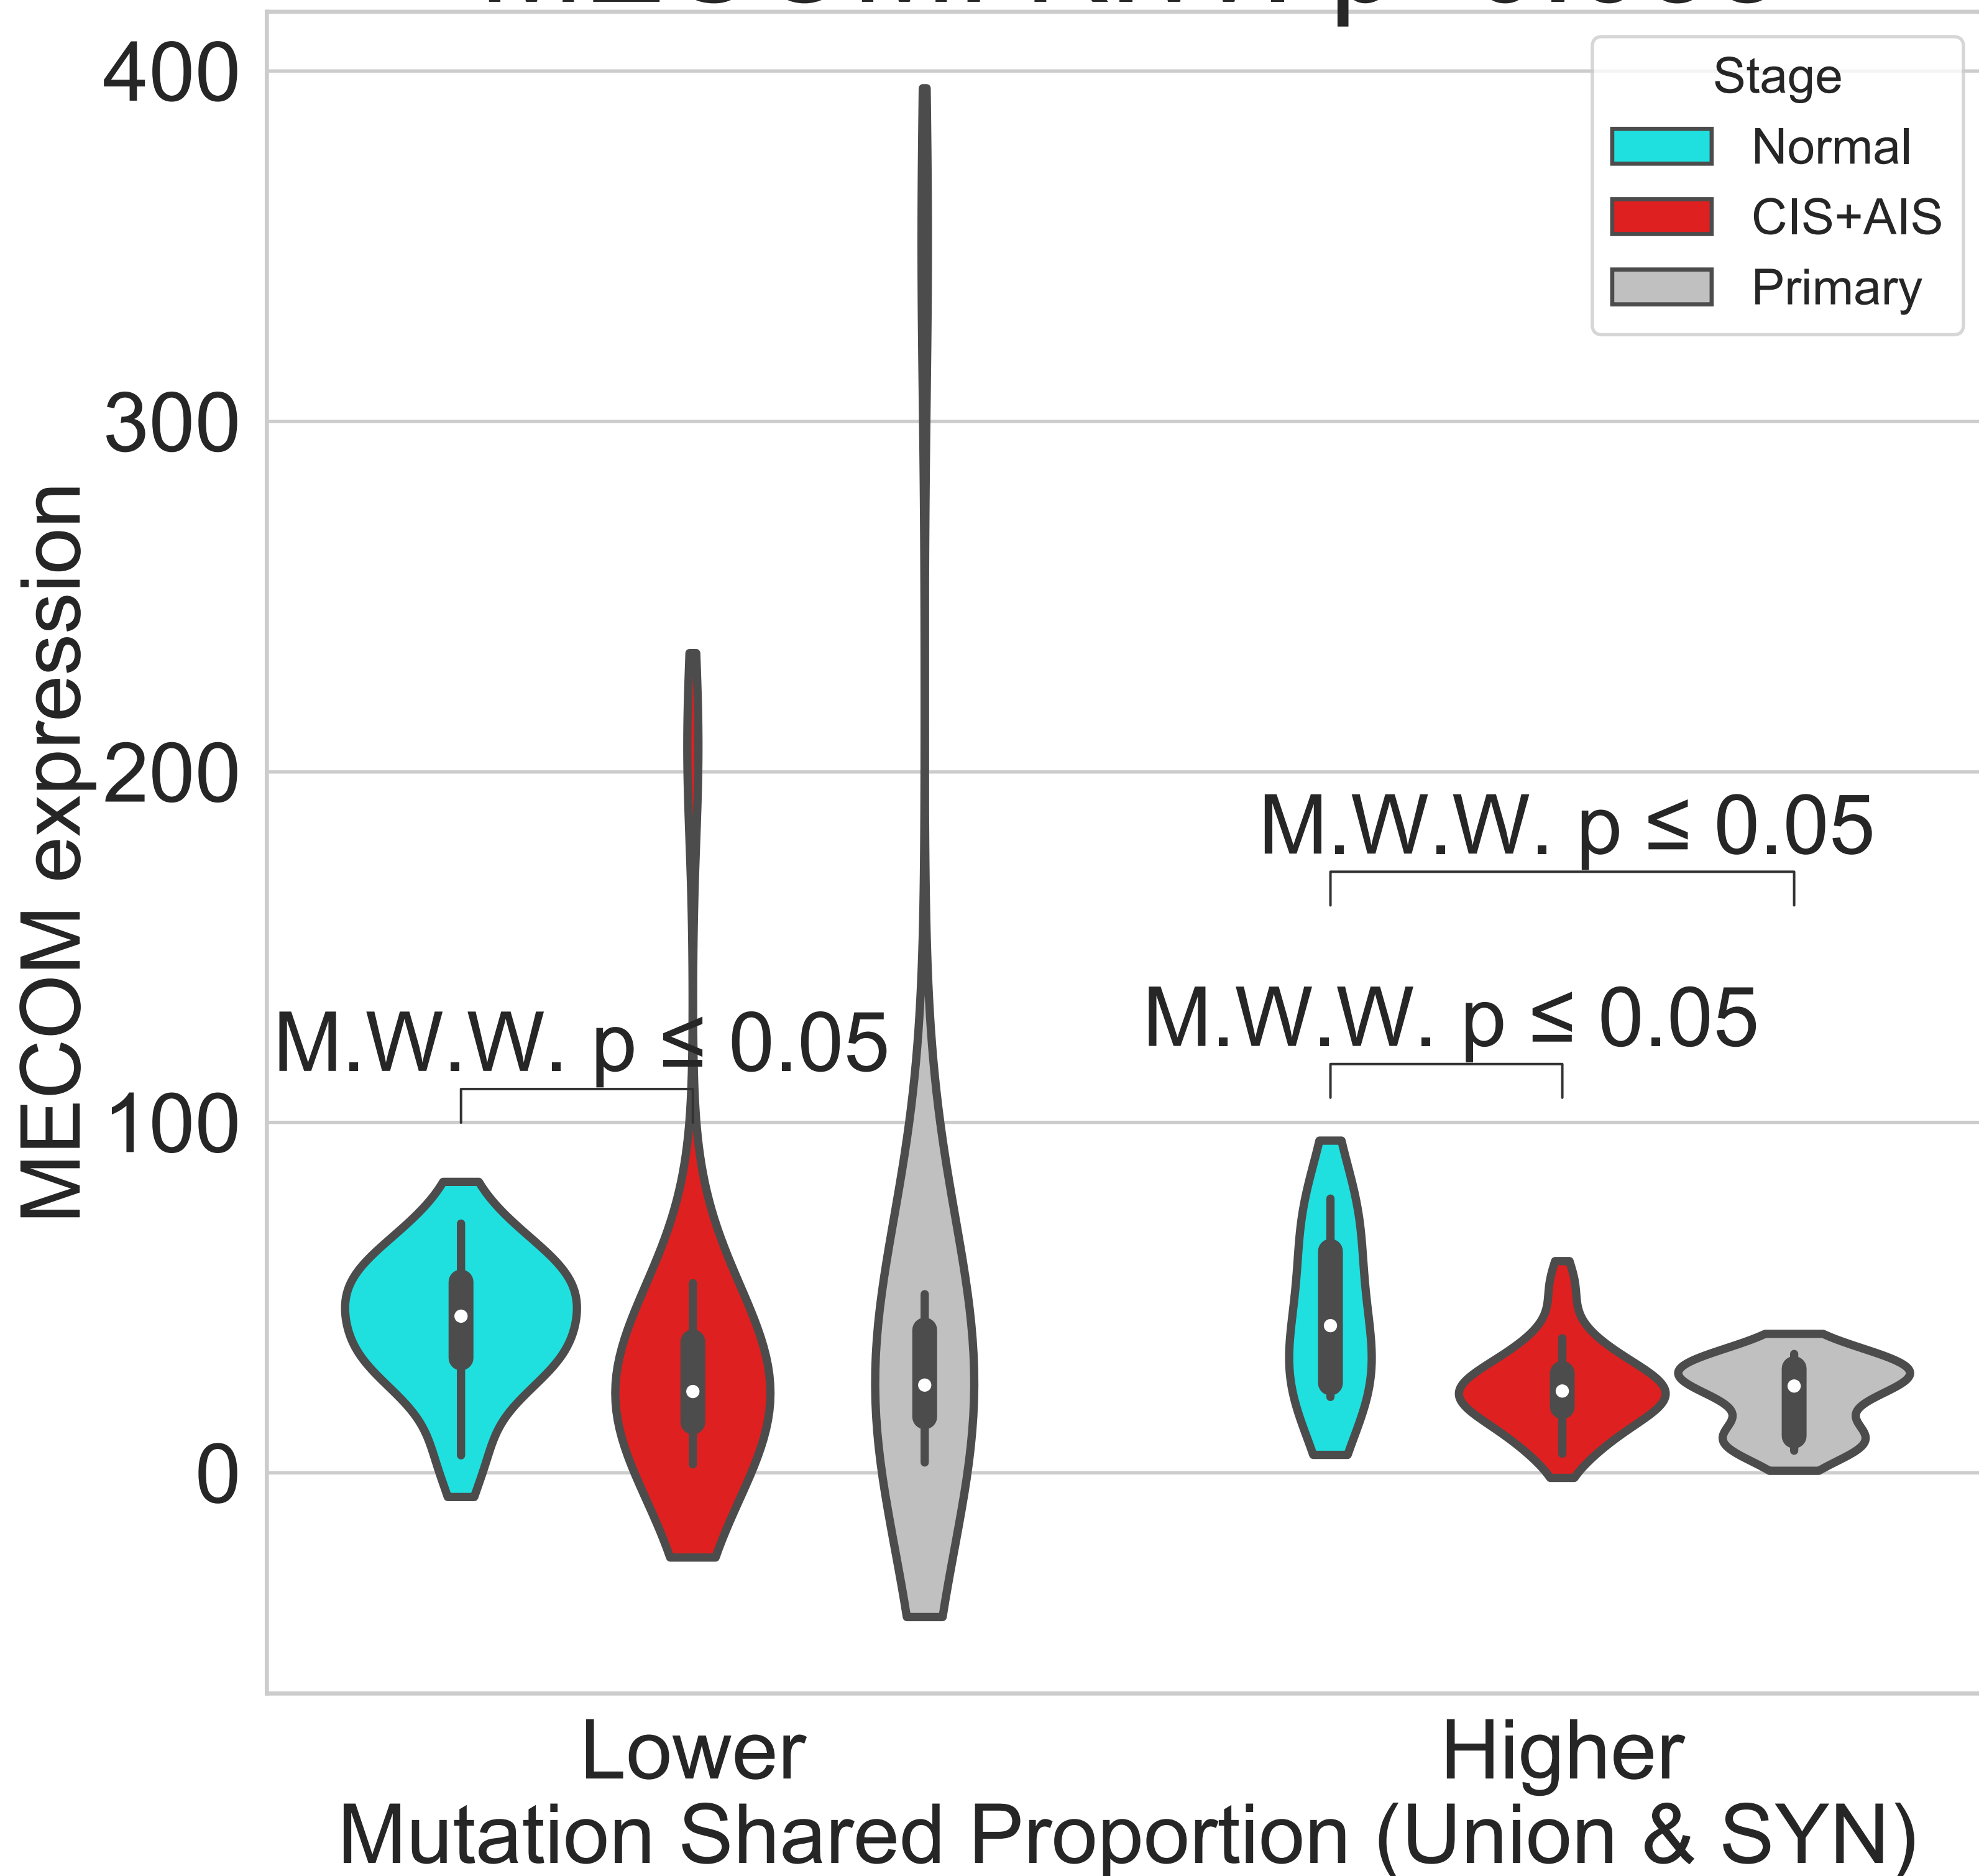 400
Stage
Normal
CIS+AIS
Primary
300
MECOM expression
200
M.W.W. p ≤ 0.05
M.W.W. p ≤ 0.05
M.W.W. p ≤ 0.05
100
0
Lower
Higher
Mutation Shared Proportion (Union & SYN)